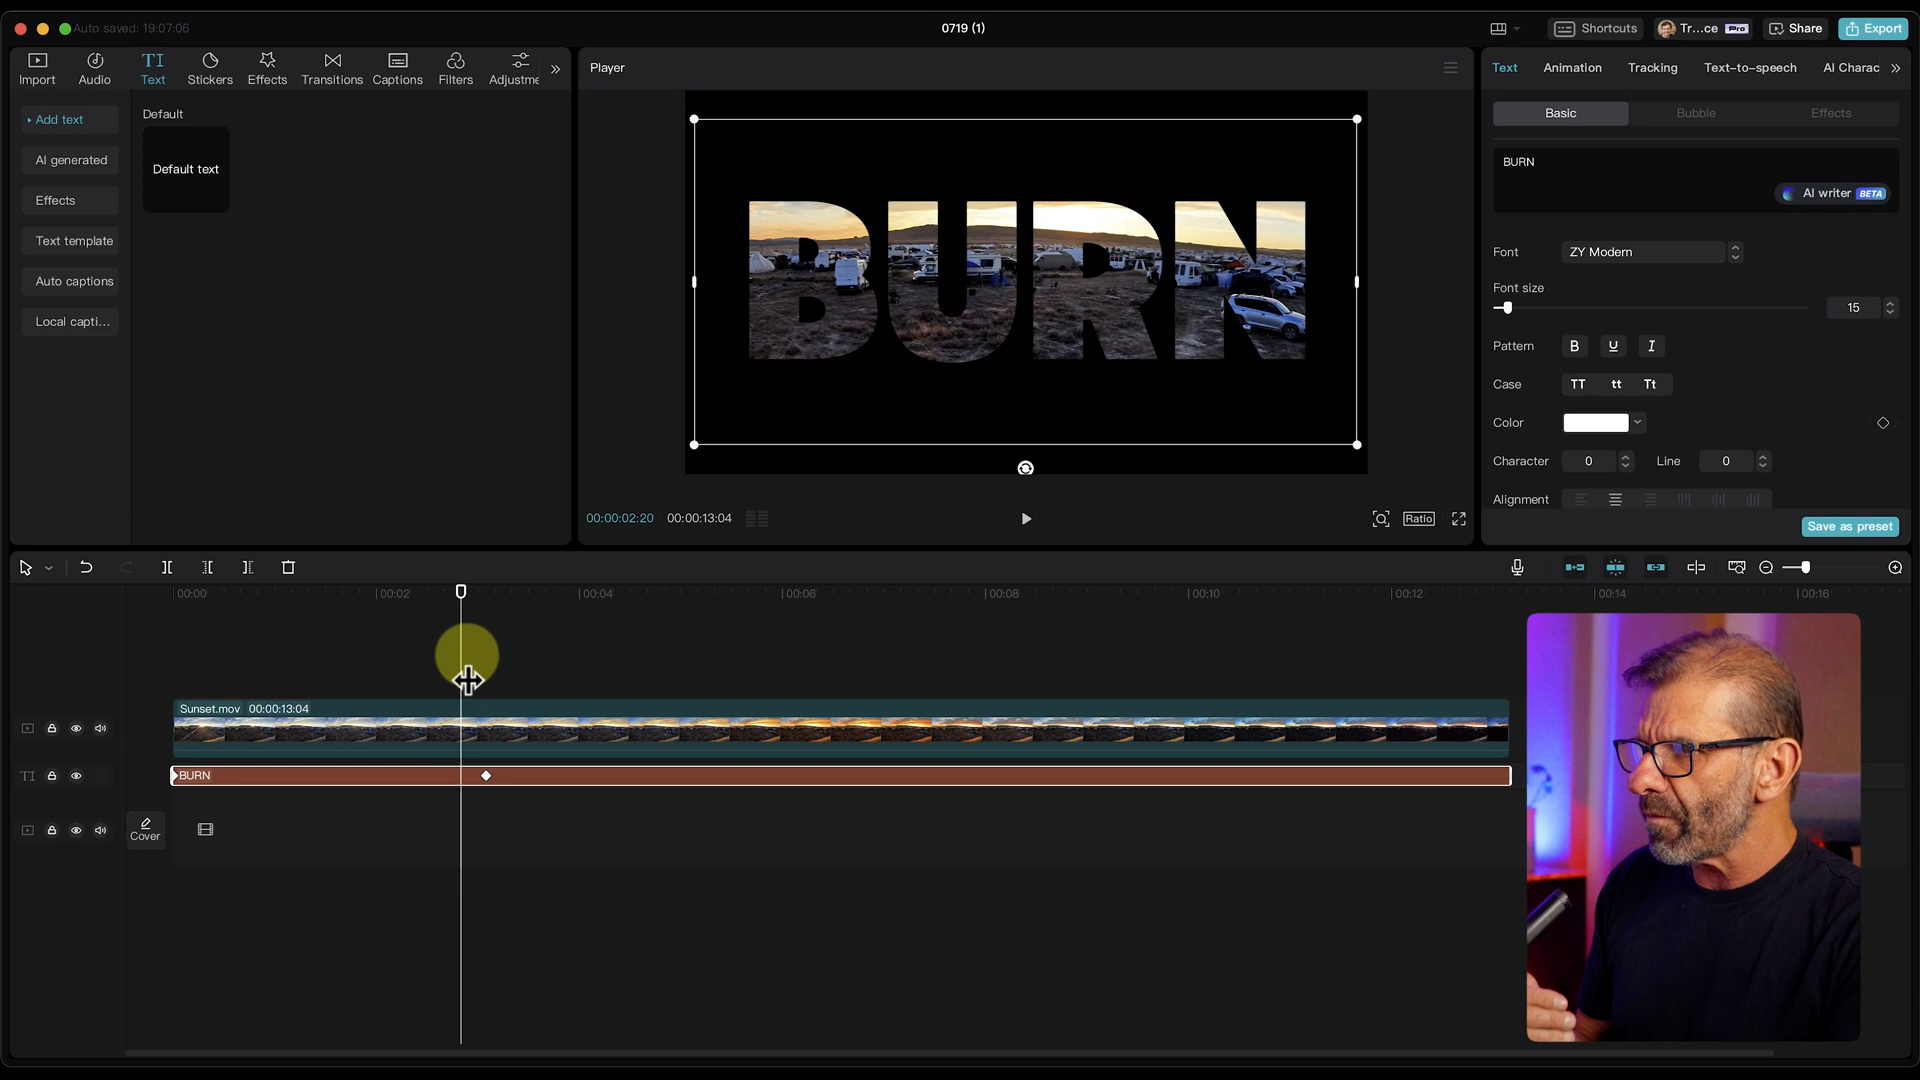 Auto saved: 19:07:06
0719 (1)
Shortcuts
Tr...ce
Pro
Share
Export
Import
Audio
TI
Text
Stickers
Effects
Transitions
Captions
Filters
Adjustme
Add text
AI generated
Effects
Text template
Auto captions
Local capti...
Default
Default text
Player
BURN
00:00:02:20
00:00:13:04
Ratio
Text
Animation
Tracking
Text-to-speech
AI Charac
Basic
Bubble
Effects
BURN
AI writer BETA
Font
ZY Modern
Font size
15
Pattern
B U I
Case
TT tt Tt
Color
Character
0
Line
0
Alignment
Save as preset
00:00
00:02
00:04
00:06
00:08
00:10
00:12
00:14
00:16
Sunset.mov 00:00:13:04
TI
BURN
Cover